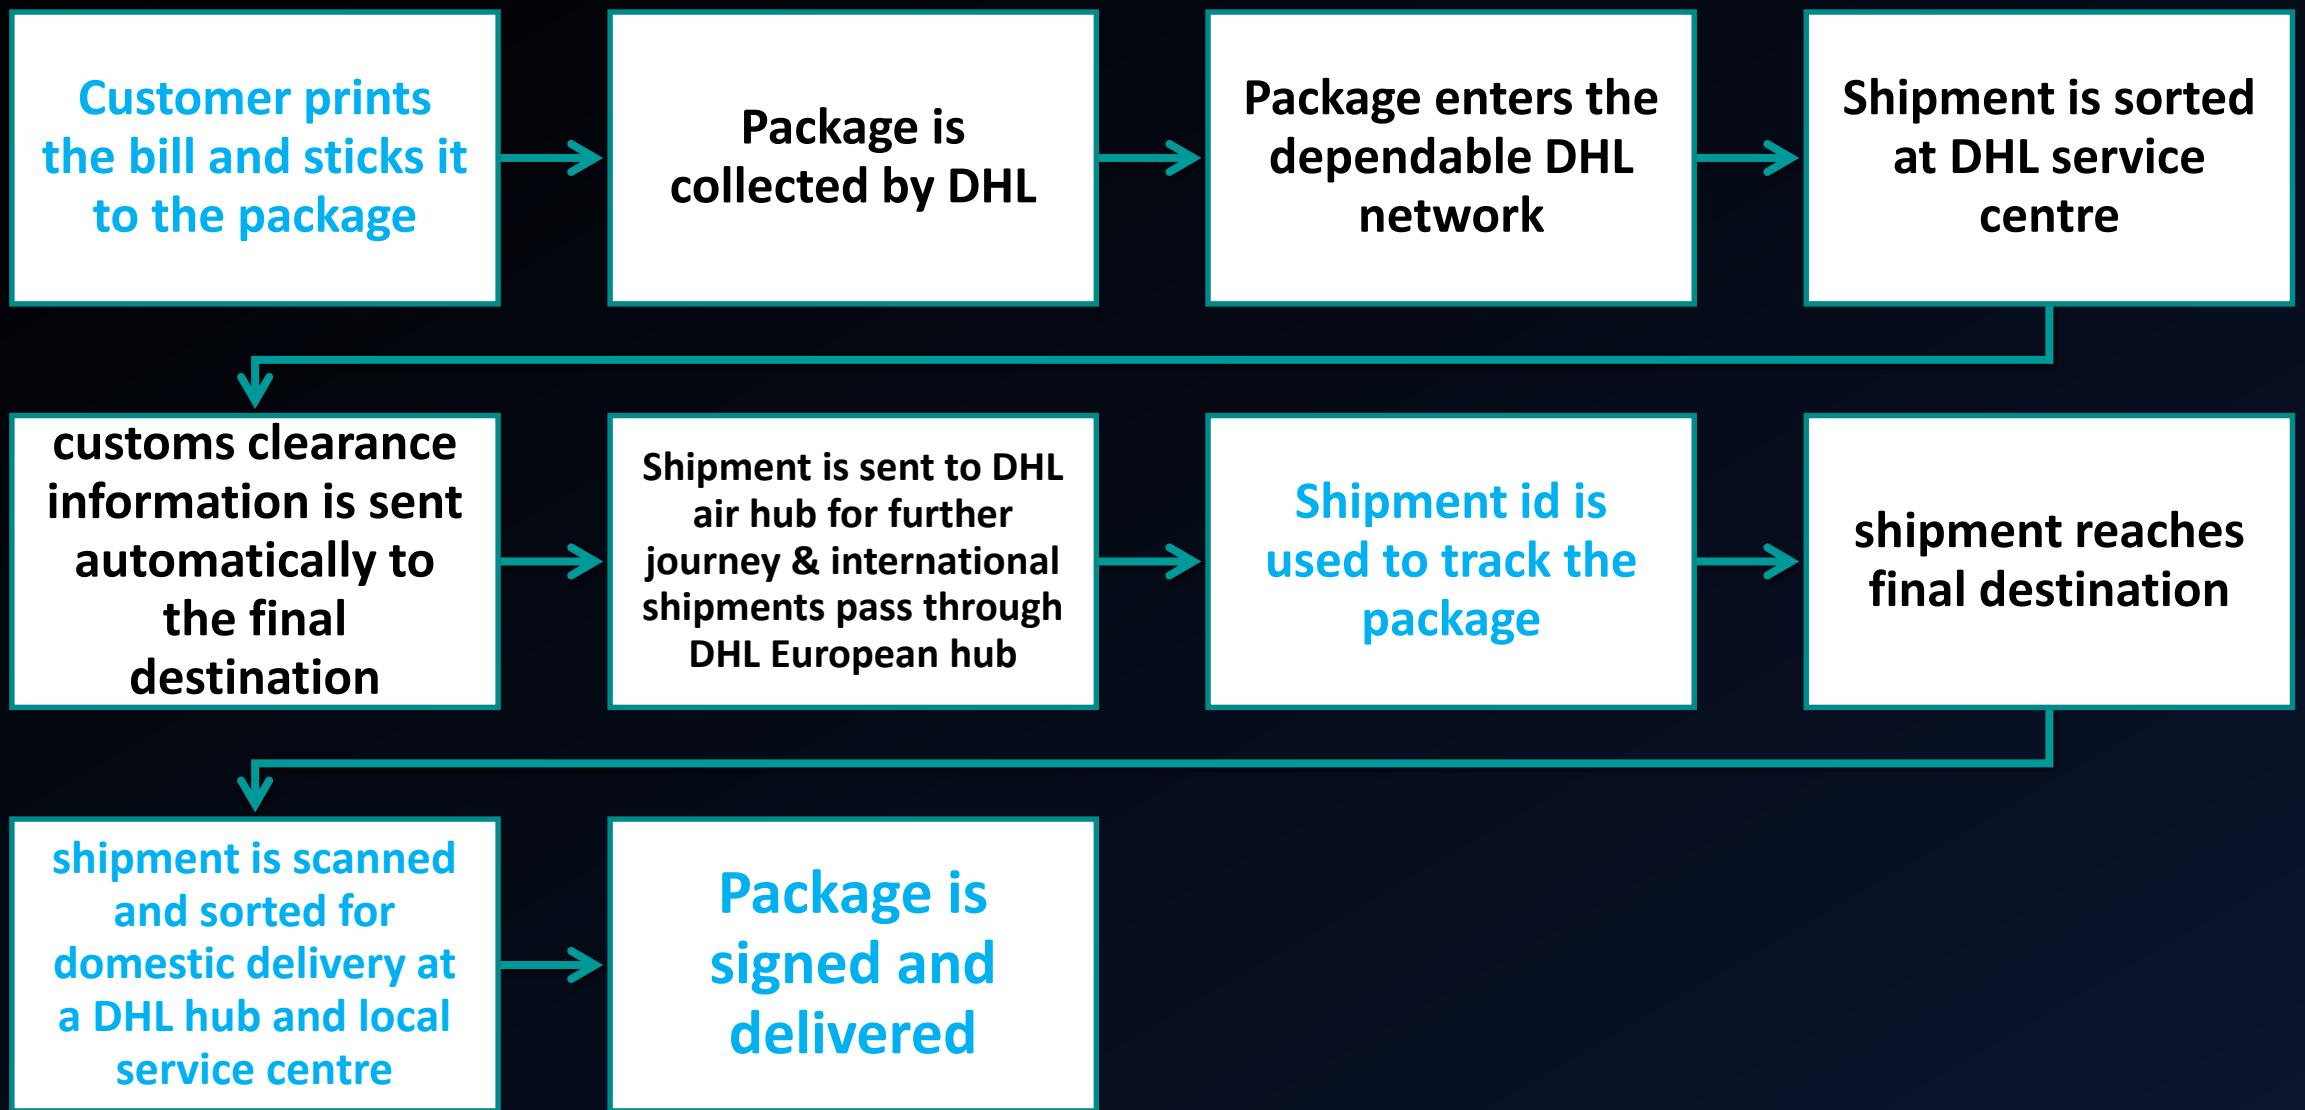 Customer prints
the bill and sticks it
to the package
Package is
collected by DHL
Package enters the
dependable DHL
network
Shipment is sorted
at DHL service
centre
customs clearance
information is sent
automatically to
the final
destination
Shipment is sent to DHL
air hub for further
journey & international
shipments pass through
DHL European hub
Shipment id is
used to track the
package
shipment reaches
final destination
shipment is scanned
and sorted for
domestic delivery at
a DHL hub and local
service centre
Package is
signed and
delivered